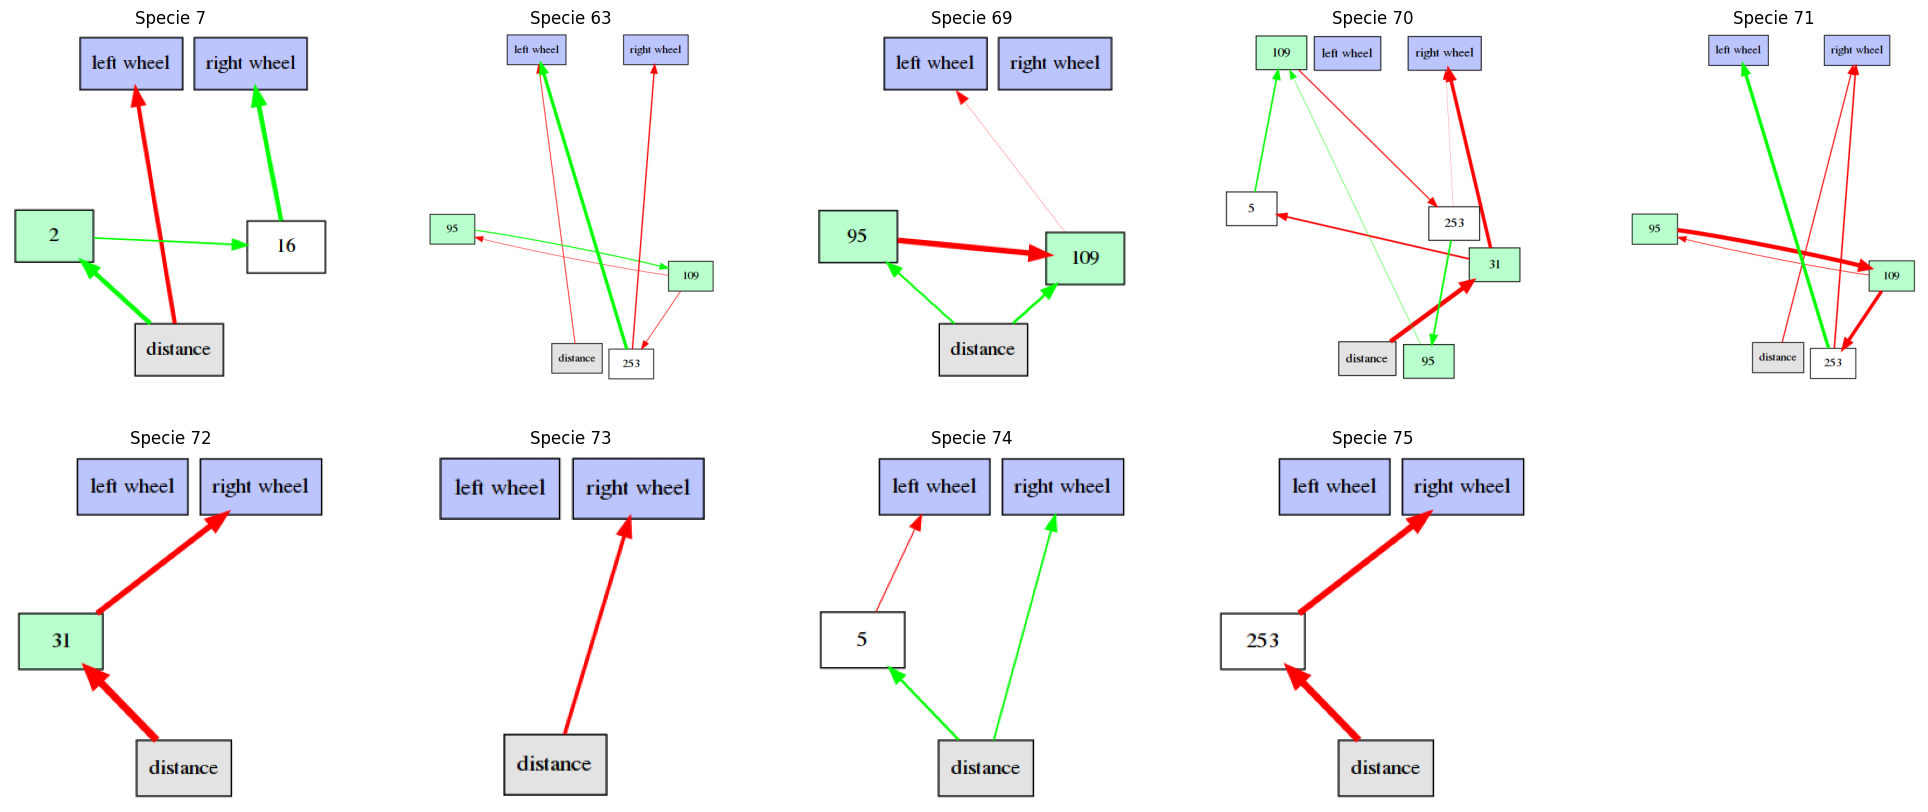 Specie 7
left wheel right wheel
2
16
distance
Specie 63
left wheel right wheel
95
109
distance
253
Specie 69
left wheel right wheel
95
109
distance
Specie 70
109 left wheel right wheel
5
253
31
distance 95
Specie 71
left wheel right wheel
95
109
distance
253
Specie 72
left wheel right wheel
31
distance
Specie 73
left wheel right wheel
distance
Specie 74
left wheel right wheel
5
distance
Specie 75
left wheel right wheel
253
distance